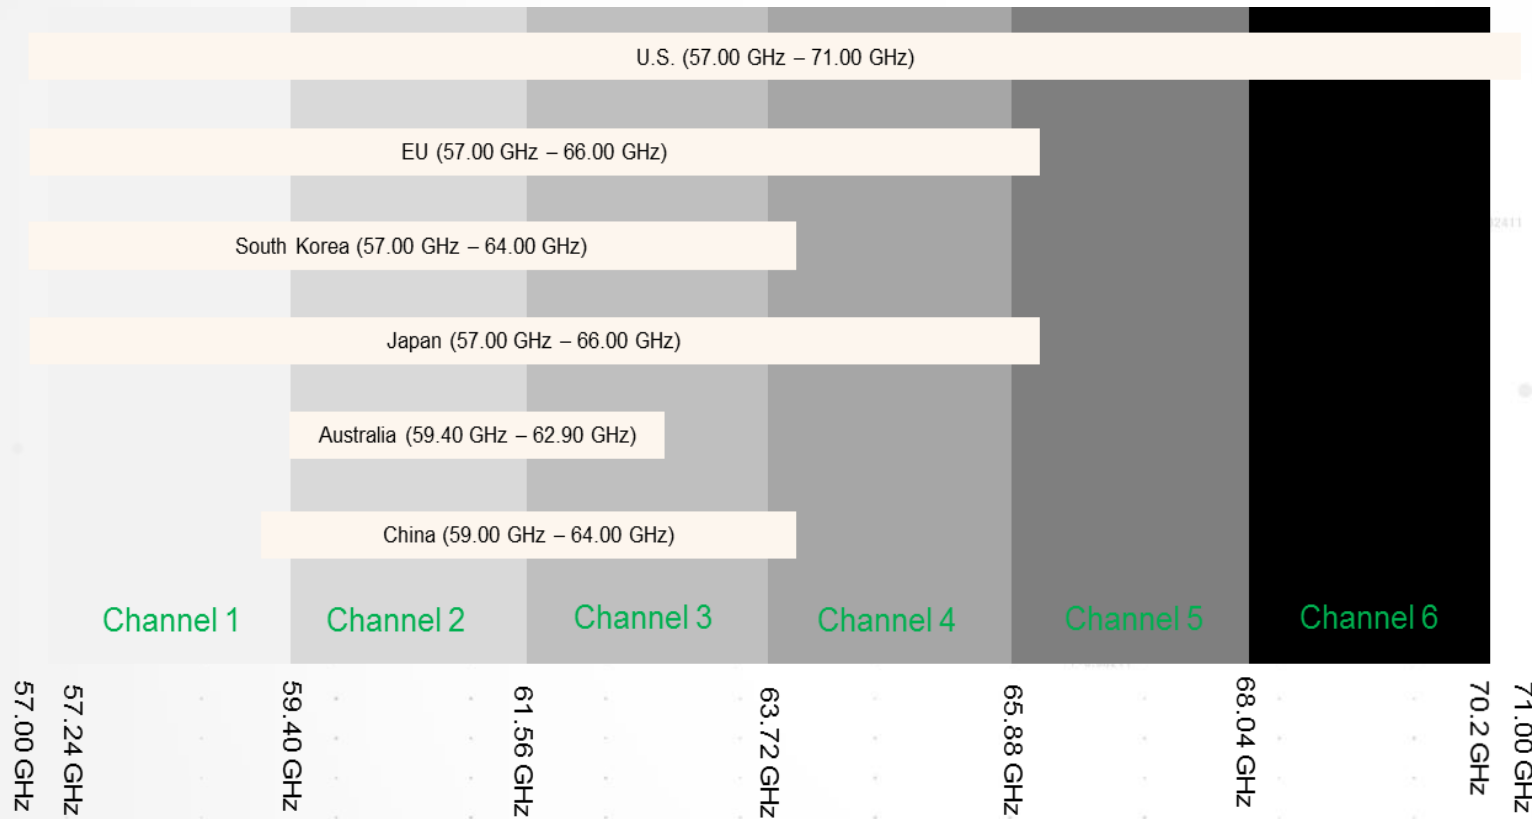 U.S. (57.00 GHz – 71.00 GHz)
EU (57.00 GHz – 66.00 GHz)
South Korea (57.00 GHz – 64.00 GHz)
Japan (57.00 GHz – 66.00 GHz)
Australia (59.40 GHz – 62.90 GHz)
China (59.00 GHz – 64.00 GHz)
Channel 1
Channel 2
Channel 3
Channel 4
Channel 5
Channel 6
57.00 GHz
57.24 GHz
59.40 GHz
61.56 GHz
63.72 GHz
65.88 GHz
68.04 GHz
70.2 GHz
71.00 GHz